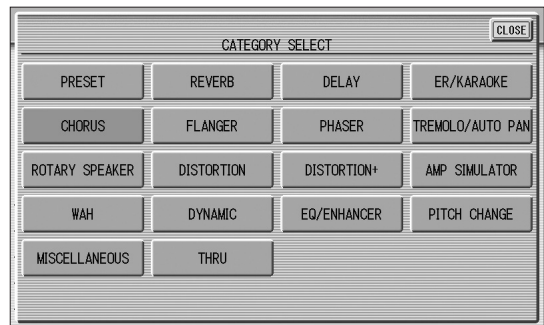 CLOSE
CATEGORY SELECT
PRESET REVERB DELAY ER/KARAOKE
CHORUS FLANGER PHASER TREMOLO/AUTO PAN
ROTARY SPEAKER DISTORTION DISTORTION+ AMP SIMULATOR
WAH DYNAMIC EQ/ENHANCER PITCH CHANGE
MISCELLANEOUS THRU